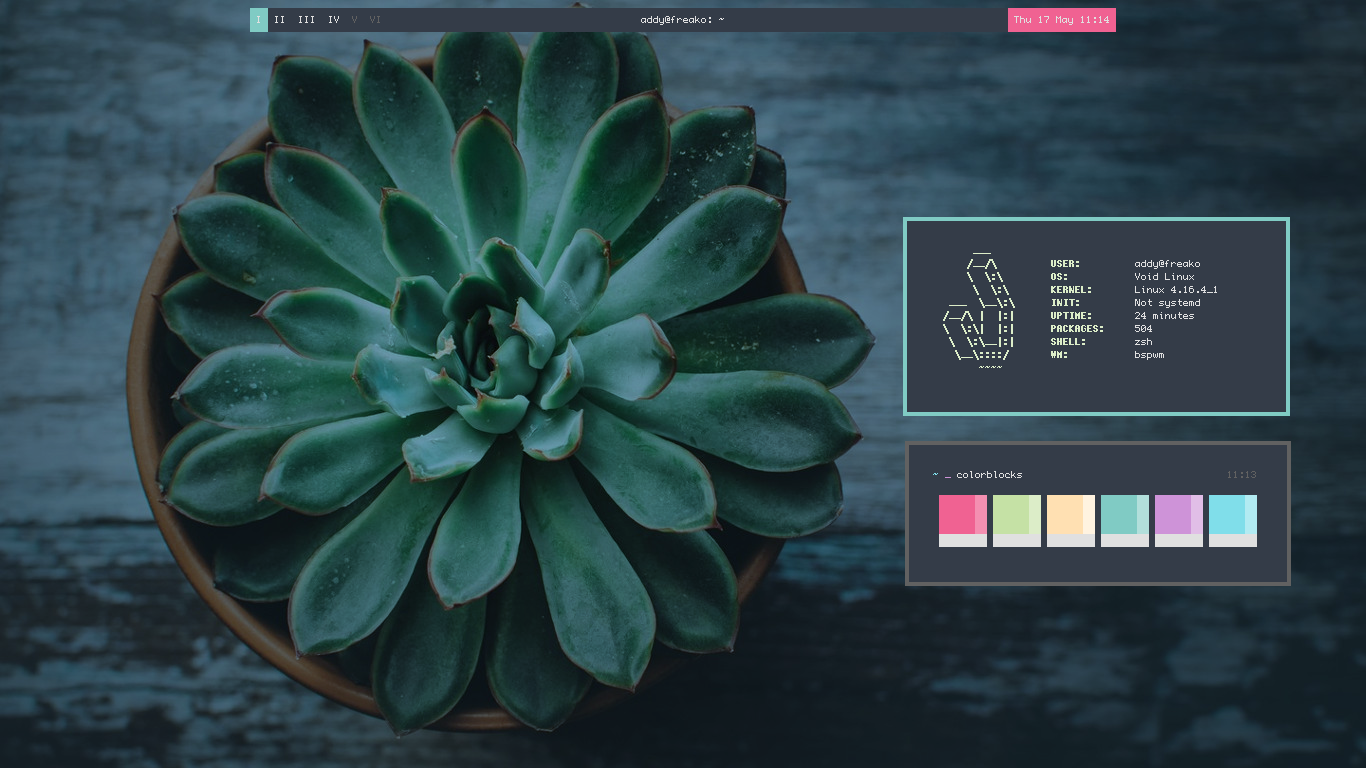 I II III IV V VI addy@freako: ~ Thu 17 May 11:14
USER: addy@freako
OS: Void Linux
KERNEL: Linux 4.16.4_1
INIT: Not systemd
UPTIME: 24 minutes
PACKAGES: 504
SHELL: zsh
WM: bspwm
~ _ colorblocks 11:13